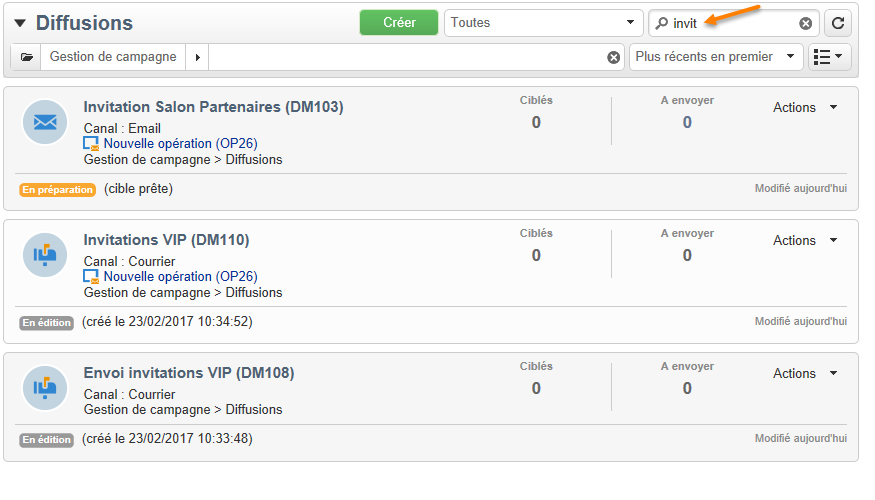 Diffusions
Créer
Toutes
invit
Gestion de campagne
Plus récents en premier
Invitation Salon Partenaires (DM103)
Ciblés
0
A envoyer
0
Actions
Canal : Email
Nouvelle opération (OP26)
Gestion de campagne > Diffusions
En préparation (cible prête)
Modifié aujourd'hui
Invitations VIP (DM110)
Ciblés
0
A envoyer
0
Actions
Canal : Courrier
Nouvelle opération (OP26)
Gestion de campagne > Diffusions
En édition (créé le 23/02/2017 10:34:52)
Modifié aujourd'hui
Envoi invitations VIP (DM108)
Ciblés
0
A envoyer
0
Actions
Canal : Courrier
Gestion de campagne > Diffusions
En édition (créé le 23/02/2017 10:33:48)
Modifié aujourd'hui